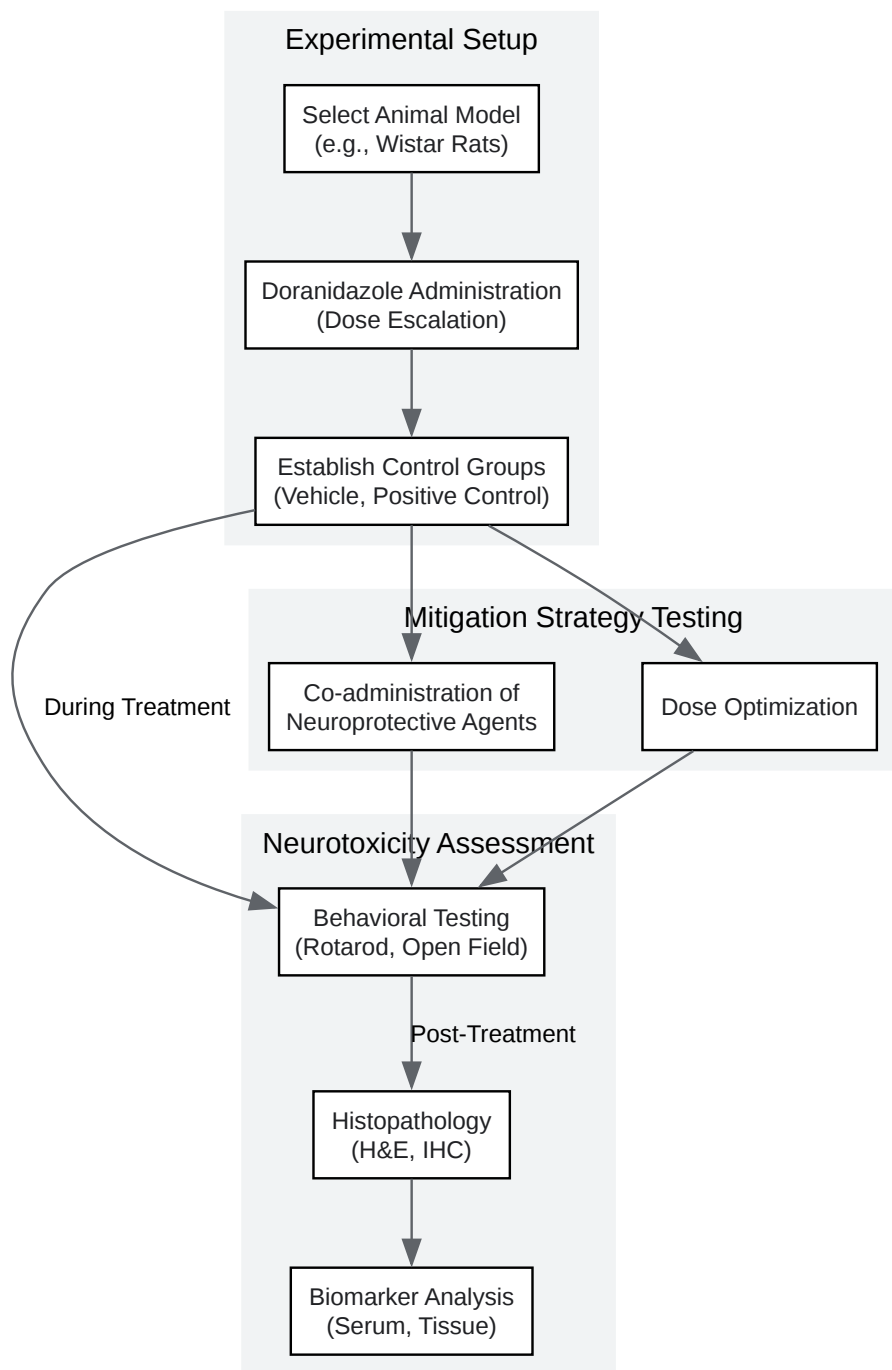 Experimental Setup
Select Animal Model
(e.g., Wistar Rats)
Doranidazole Administration
(Dose Escalation)
Establish Control Groups
(Vehicle, Positive Control)
Mitigation Strategy Testing
Co-administration of
Neuroprotective Agents
Dose Optimization
During Treatment
Neurotoxicity Assessment
Behavioral Testing
(Rotarod, Open Field)
Post-Treatment
Histopathology
(H&E, IHC)
Biomarker Analysis
(Serum, Tissue)